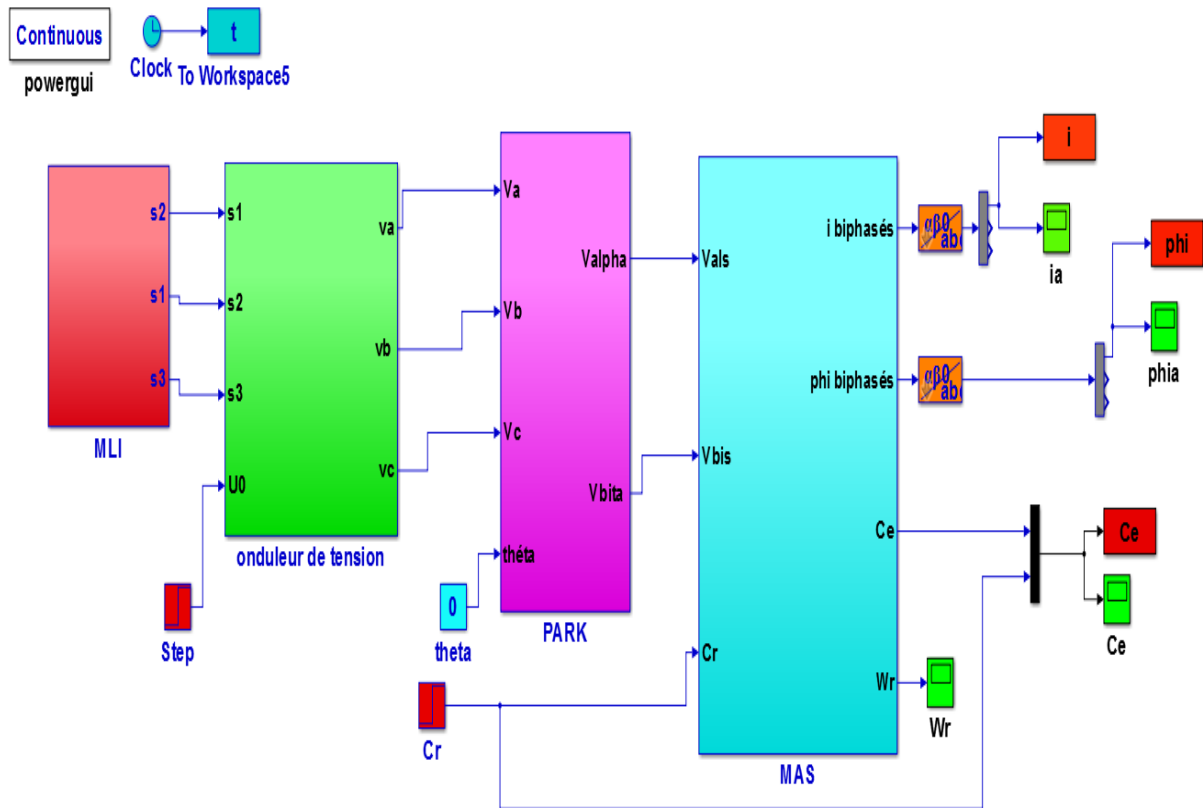 Continuous
powergui
Clock
t
To Workspace5
s2
s1
s3
MLI
s1
s2
s3
U0
va
vb
vc
onduleur de tension
Step
Va
Vb
Vc
théta
Valpha
Vbita
PARK
0
theta
Cr
Vals
Vbis
Cr
i biphasés
phi biphasés
Ce
Wr
MAS
αβ0
abc
αβ0
abc
i
ia
phi
phia
Ce
Ce
Wr